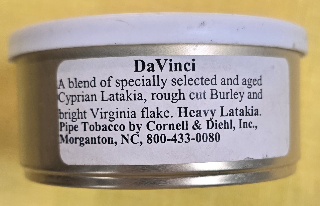 DaVinci
A blend of specially selected and aged
Cyprian Latakia, rough cut Burley and
bright Virginia flake. Heavy Latakia.
Pipe Tobacco by Cornell & Diehl, Inc.,
Morganton, NC, 800-433-0080